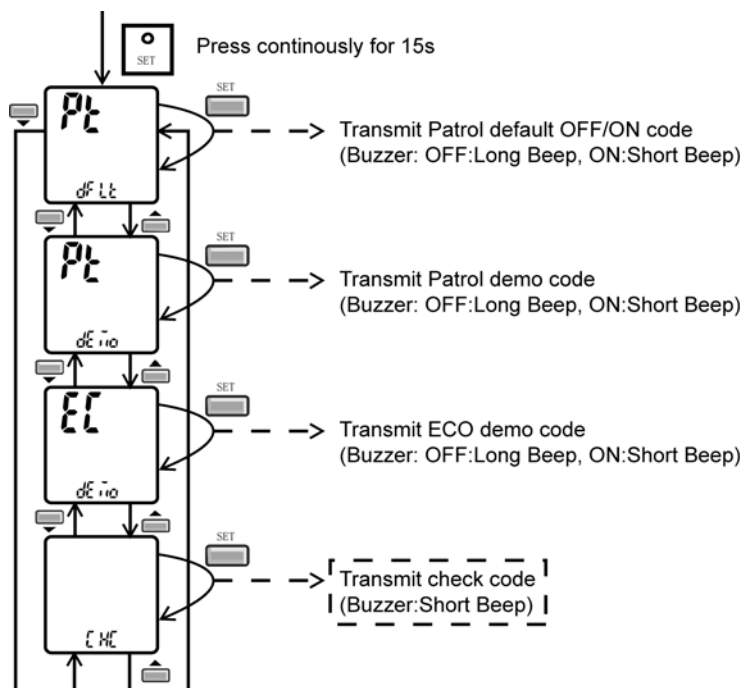 SET
Press continously for 15s
SET
Pt
Transmit Patrol default OFF/ON code
(Buzzer: OFF:Long Beep, ON:Short Beep)
dFLt
SET
Pt
Transmit Patrol demo code
(Buzzer: OFF:Long Beep, ON:Short Beep)
dEmo
SET
EC
Transmit ECO demo code
(Buzzer: OFF:Long Beep, ON:Short Beep)
dEmo
SET
Transmit check code
(Buzzer:Short Beep)
CHC